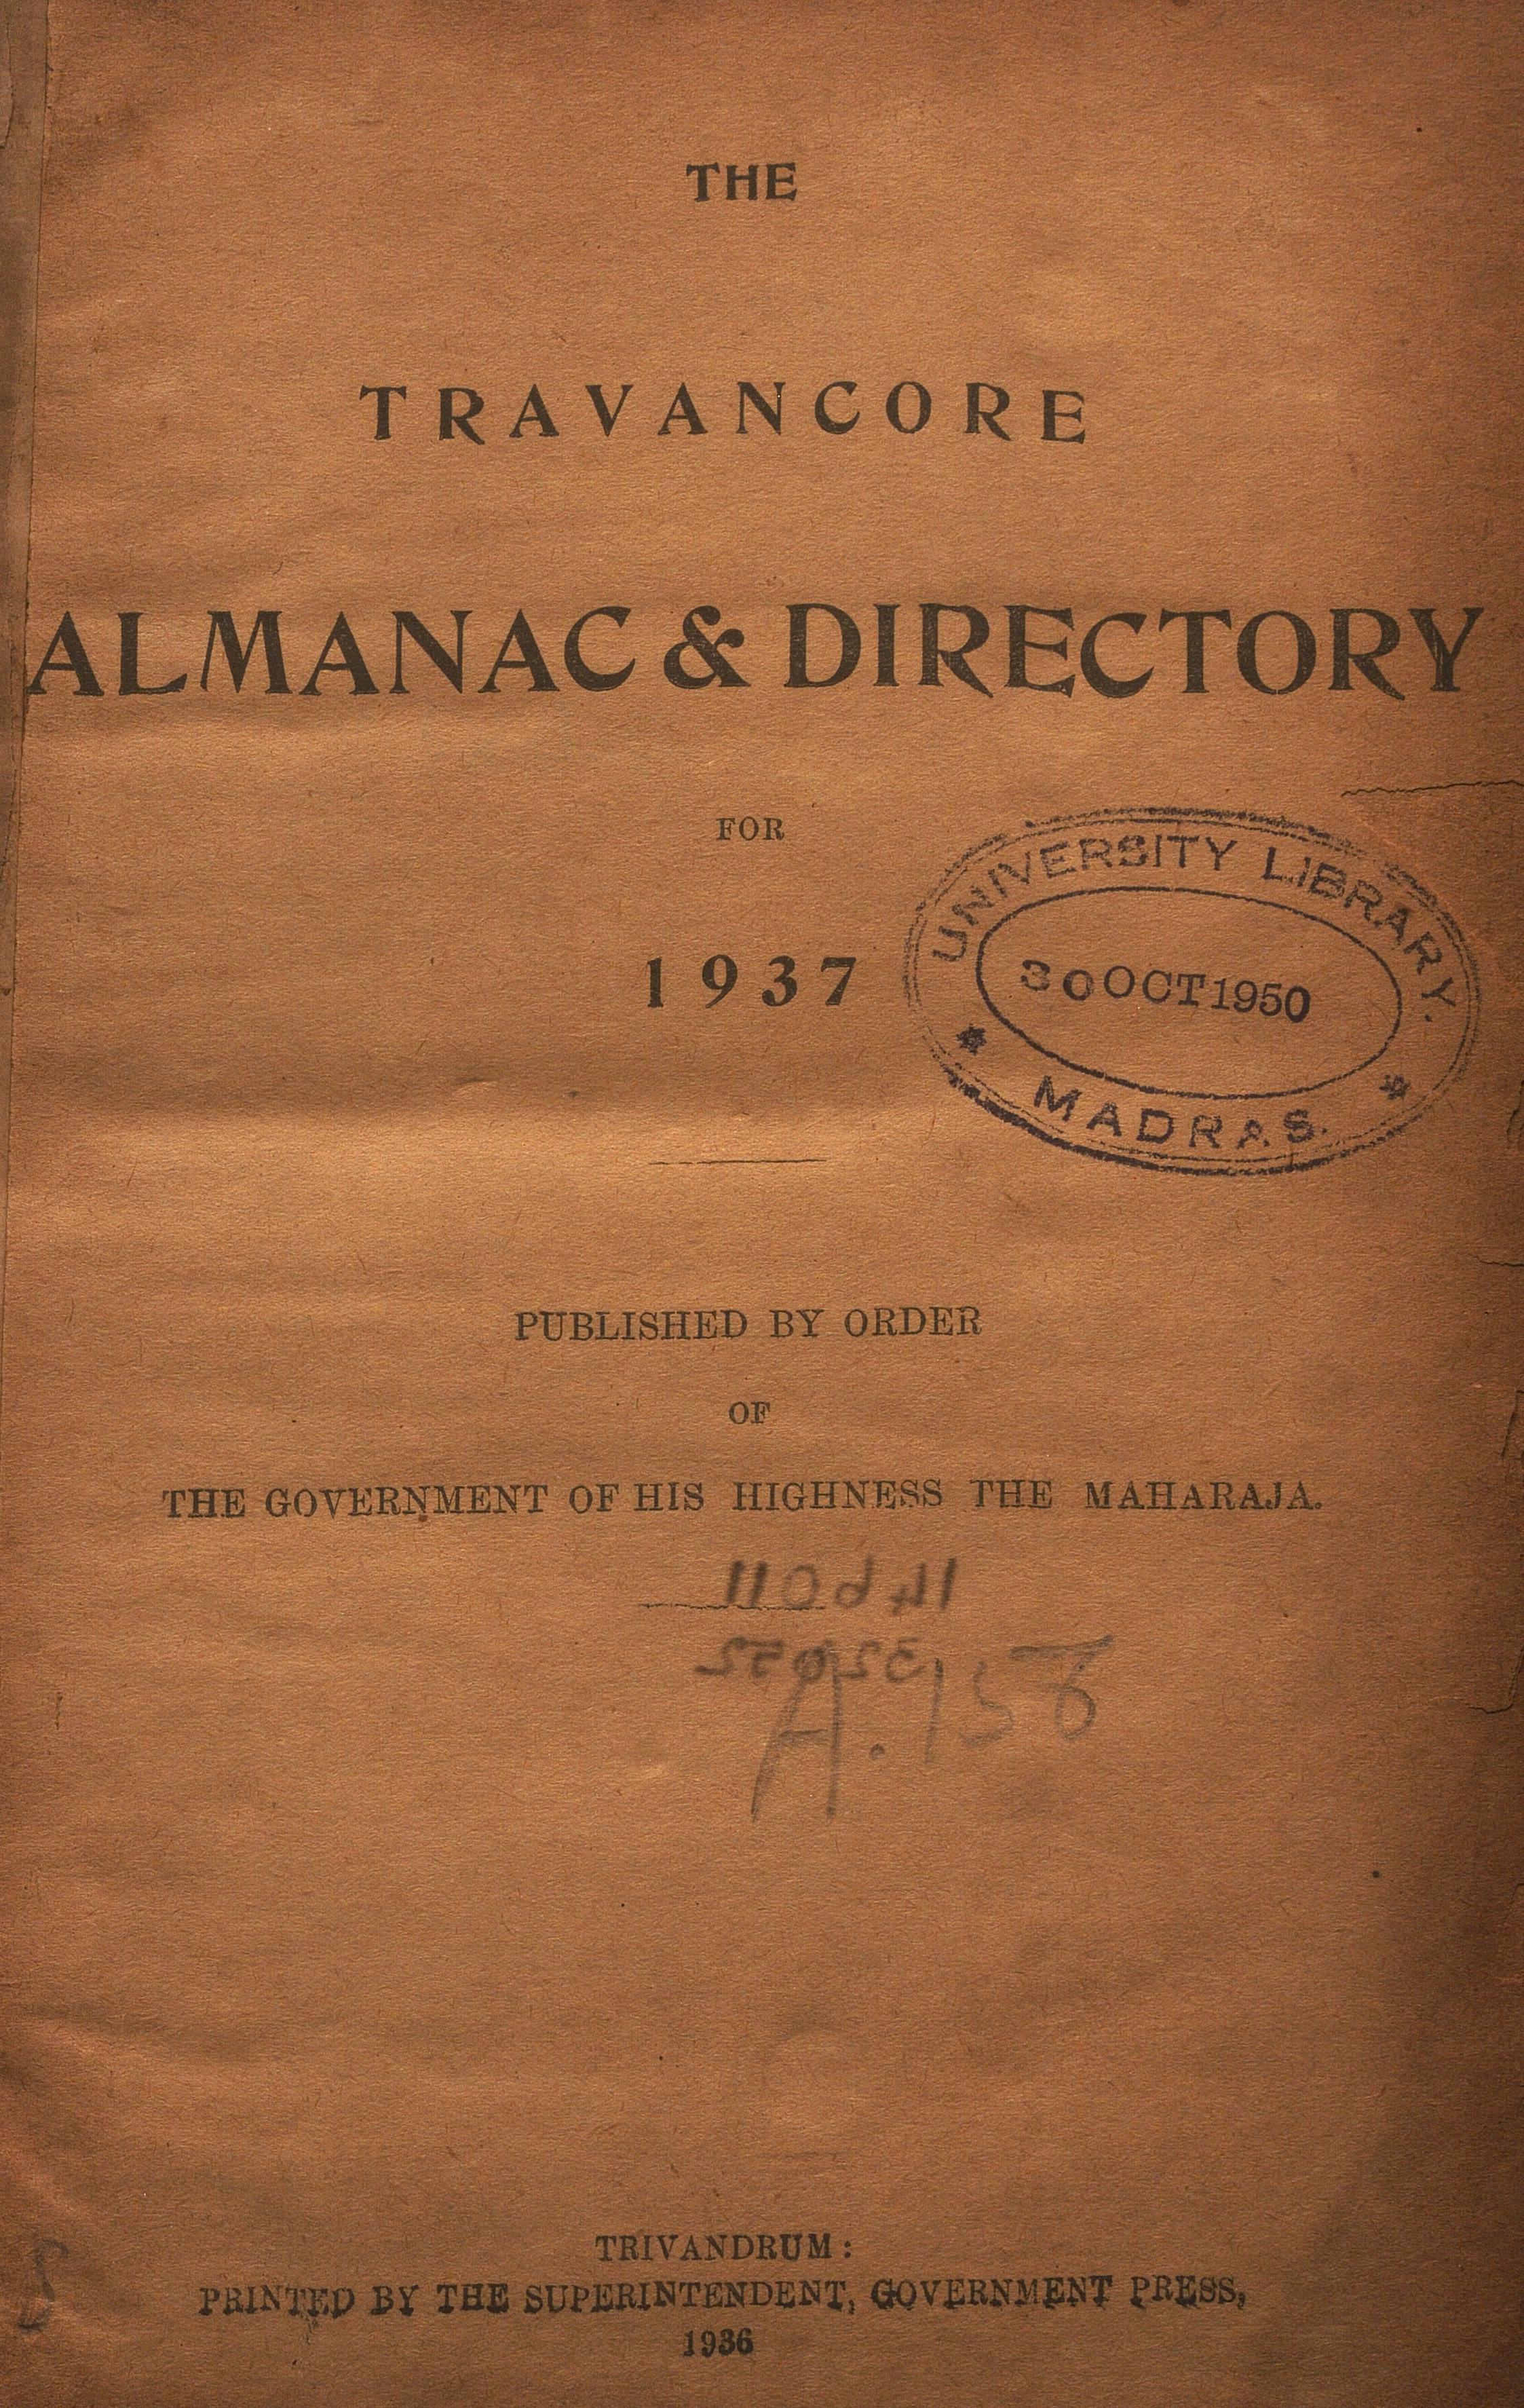 THE
TRAVANCORE
ALMANAC & DIRECTORY
FOR
1937
UNIVERSITY LIBRARY.
30 OCT 1950
MADRAS.
PUBLISHED BY ORDER
OF
THE GOVERNMENT OF HIS HIGHNESS THE MAHARAJA.
A.158
TRIVANDRUM:
PRINTED BY THE SUPERINTENDENT, GOVERNMENT PRESS,
1936